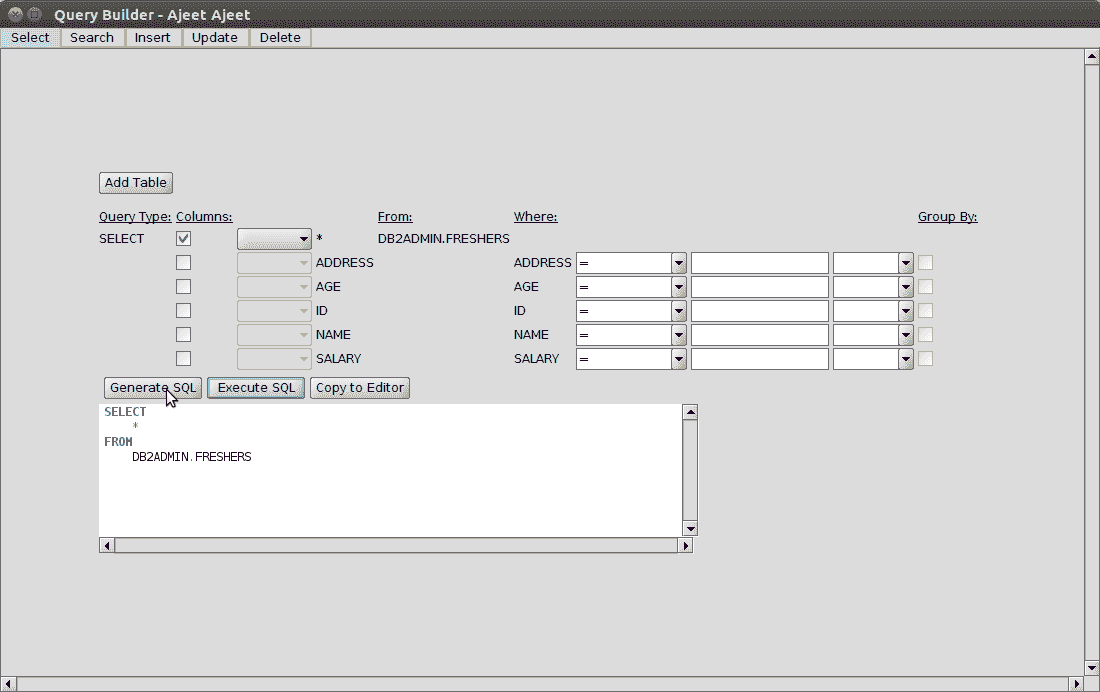 Query Builder - Ajeet Ajeet
Select Search Insert Update Delete
Add Table
Query Type: Columns: From: Where: Group By:
SELECT * DB2ADMIN.FRESHERS
ADDRESS ADDRESS =
AGE AGE =
ID ID =
NAME NAME =
SALARY SALARY =
Generate SQL Execute SQL Copy to Editor
SELECT
*
FROM
DB2ADMIN.FRESHERS